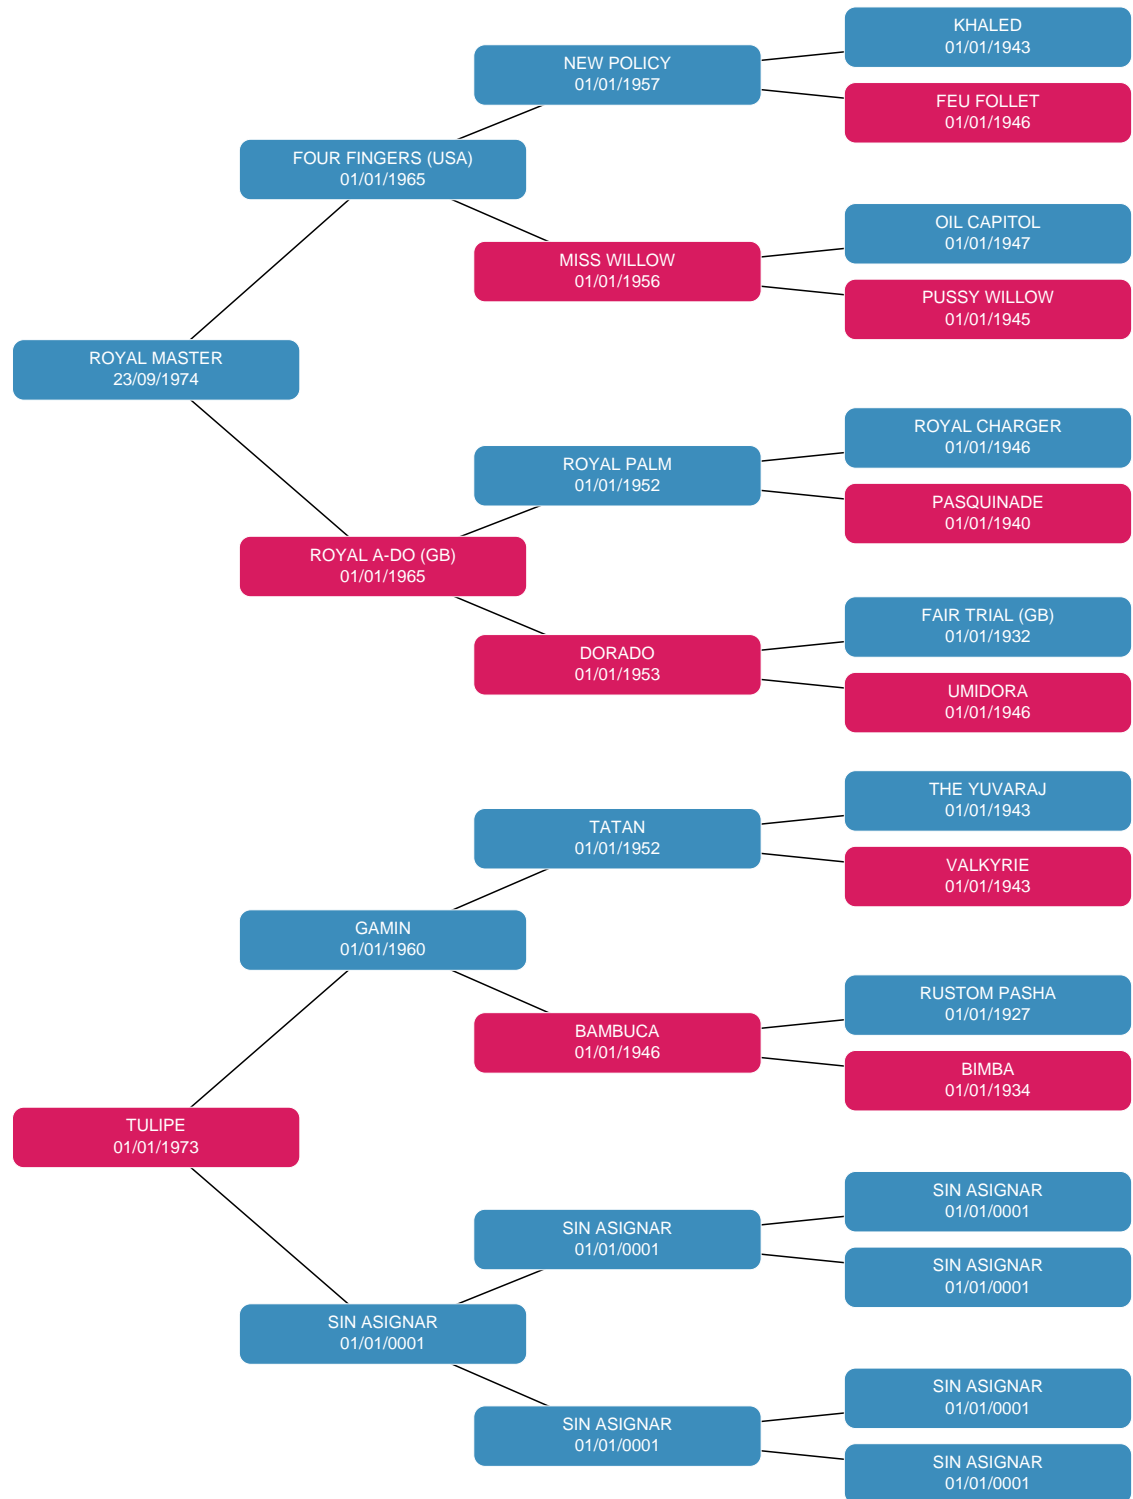 KHALED
01/01/1943
NEW POLICY
01/01/1957
FEU FOLLET
01/01/1946
FOUR FINGERS (USA)
01/01/1965
OIL CAPITOL
01/01/1947
MISS WILLOW
01/01/1956
PUSSY WILLOW
01/01/1945
ROYAL MASTER
23/09/1974
ROYAL CHARGER
01/01/1946
ROYAL PALM
01/01/1952
PASQUINADE
01/01/1940
ROYAL A-DO (GB)
01/01/1965
FAIR TRIAL (GB)
01/01/1932
DORADO
01/01/1953
UMIDORA
01/01/1946
THE YUVARAJ
01/01/1943
TATAN
01/01/1952
VALKYRIE
01/01/1943
GAMIN
01/01/1960
RUSTOM PASHA
01/01/1927
BAMBUCA
01/01/1946
BIMBA
01/01/1934
TULIPE
01/01/1973
SIN ASIGNAR
01/01/0001
SIN ASIGNAR
01/01/0001
SIN ASIGNAR
01/01/0001
SIN ASIGNAR
01/01/0001
SIN ASIGNAR
01/01/0001
SIN ASIGNAR
01/01/0001
SIN ASIGNAR
01/01/0001